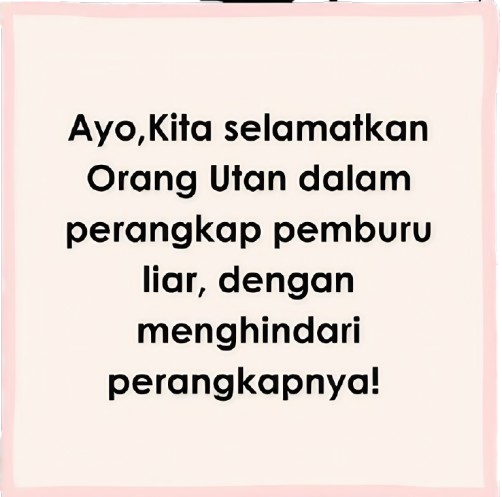 Ayo,Kita selamatkan
Orang Utan dalam
perangkap pemburu
liar, dengan
menghindari
perangkapnya!